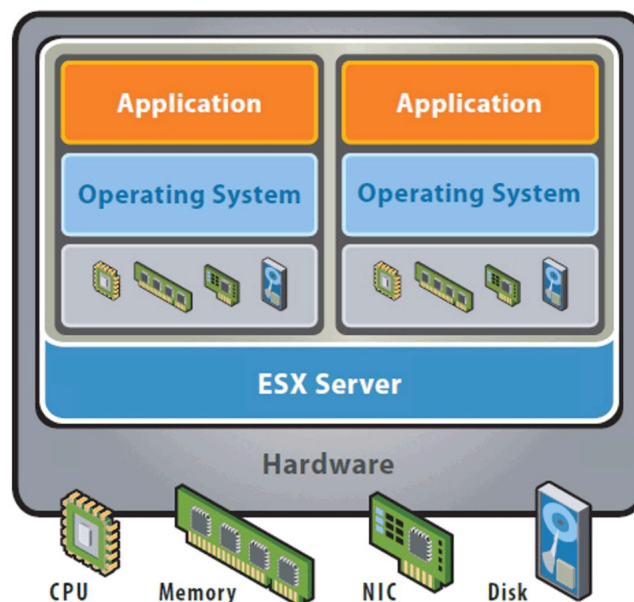 Application
Application
Operating System
Operating System
ESX Server
Hardware
CPU
Memory
NIC
Disk